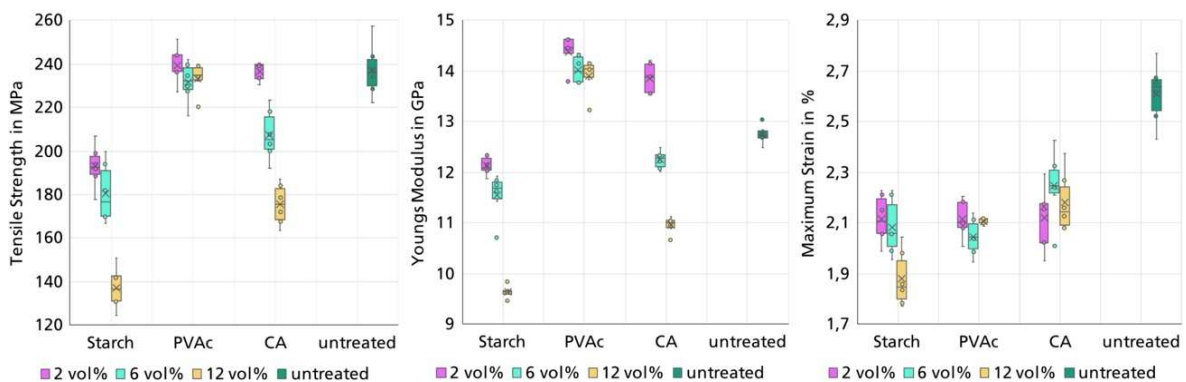 Tensile Strength in MPa
260
240
220
200
180
160
140
120
Starch PVAc CA untreated
2 vol% 6 vol% 12 vol% untreated
Youngs Modulus in GPa
15
14
13
12
11
10
9
Starch PVAc CA untreated
2 vol% 6 vol% 12 vol% untreated
Maximum Strain in %
2,9
2,7
2,5
2,3
2,1
1,9
1,7
Starch PVAc CA untreated
2 vol% 6 vol% 12 vol% untreated